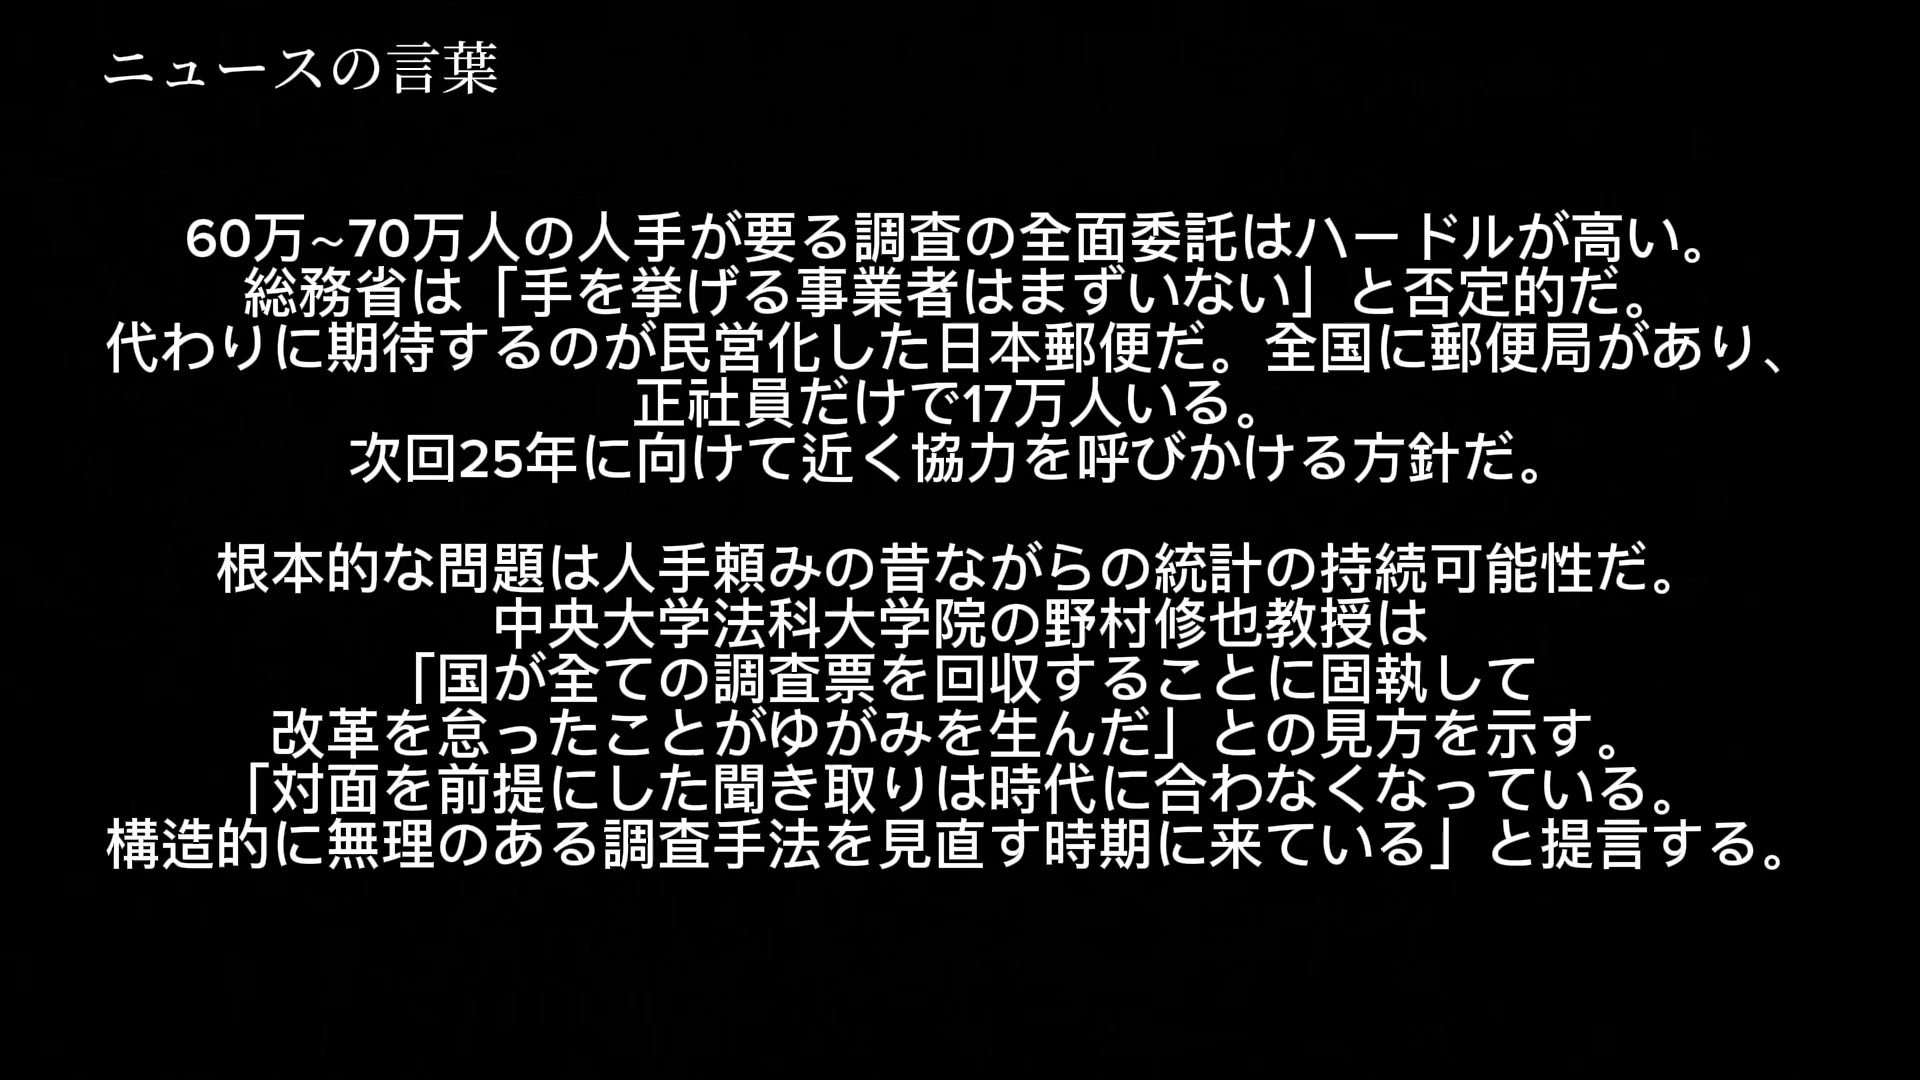 ニュースの言葉
60万~70万人の人手が要る調査の全面委託はハードルが高い。
総務省は「手を挙げる事業者はまずいない」と否定的だ。
代わりに期待するのが民営化した日本郵便だ。全国に郵便局があり、
正社員だけで17万人いる。
次回25年に向けて近く協力を呼びかける方針だ。
根本的な問題は人手頼みの昔ながらの統計の持続可能性だ。
中央大学法科大学院の野村修也教授は
「国が全ての調査票を回収することに固執して
改革を怠ったことがゆがみを生んだ」との見方を示す。
「対面を前提にした聞き取りは時代に合わなくなっている。
構造的に無理のある調査手法を見直す時期に来ている」と提言する。